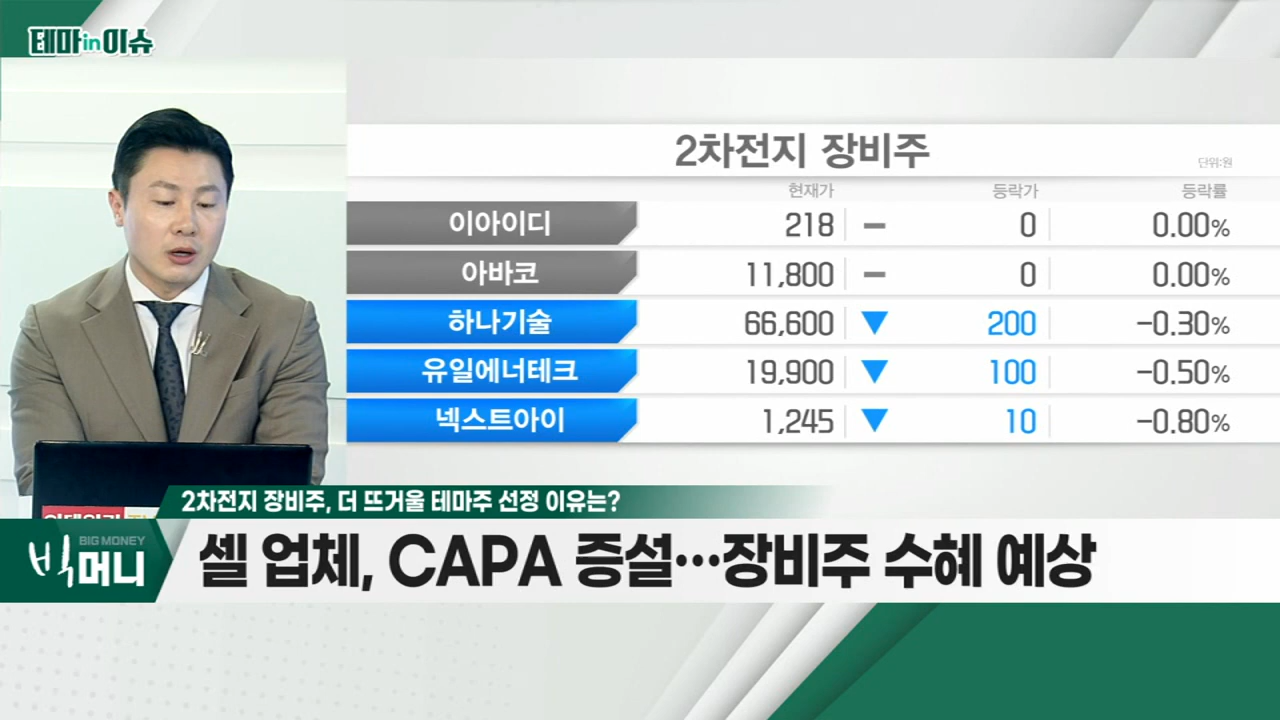 테마in이슈
2차전지 장비주
단위:원
현재가 등락가 등락률
이아이디 218 - 0 0.00%
아바코 11,800 - 0 0.00%
하나기술 66,600 ▼ 200 -0.30%
유일에너테크 19,900 ▼ 100 -0.50%
넥스트아이 1,245 ▼ 10 -0.80%
2차전지 장비주, 더 뜨거울 테마주 선정 이유는?
BIG MONEY
빅머니
셀 업체, CAPA 증설…장비주 수혜 예상